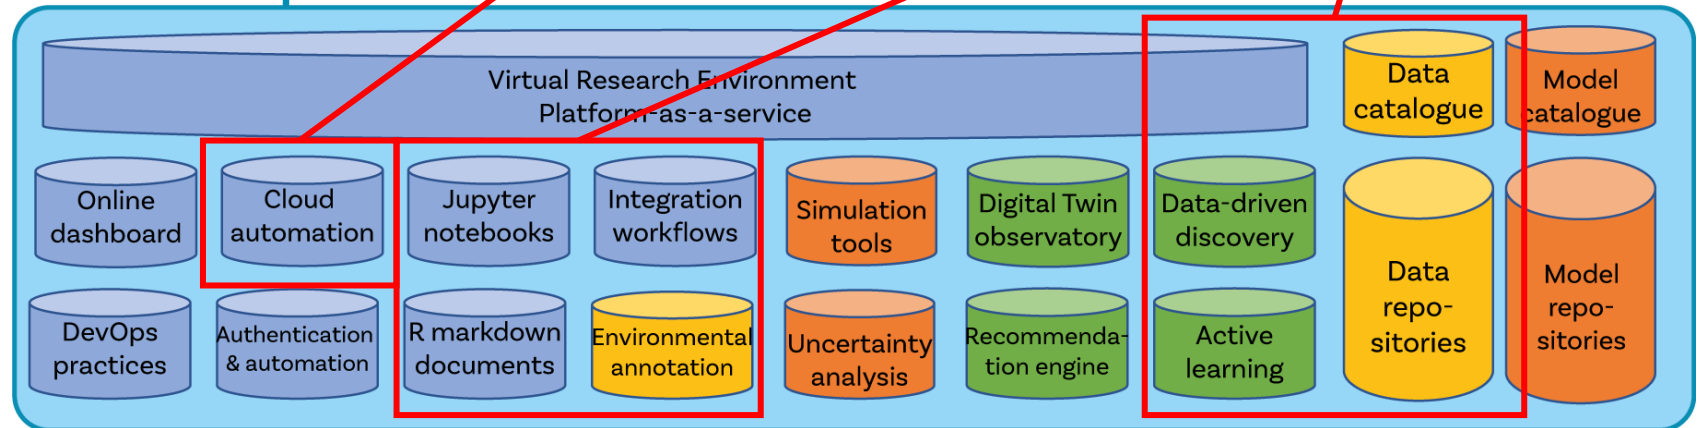 Virtual Research Environment
Platform-as-a-service
Data
catalogue
Model
catalogue
Online
dashboard
Cloud
automation
Jupyter
notebooks
Integration
workflows
Simulation
tools
Digital Twin
observatory
Data-driven
discovery
Data
repo-
sitories
Model
repo-
sitories
DevOps
practices
Authentication
& automation
R markdown
documents
Environmental
annotation
Uncertainty
analysis
Recommenda-
tion engine
Active
learning